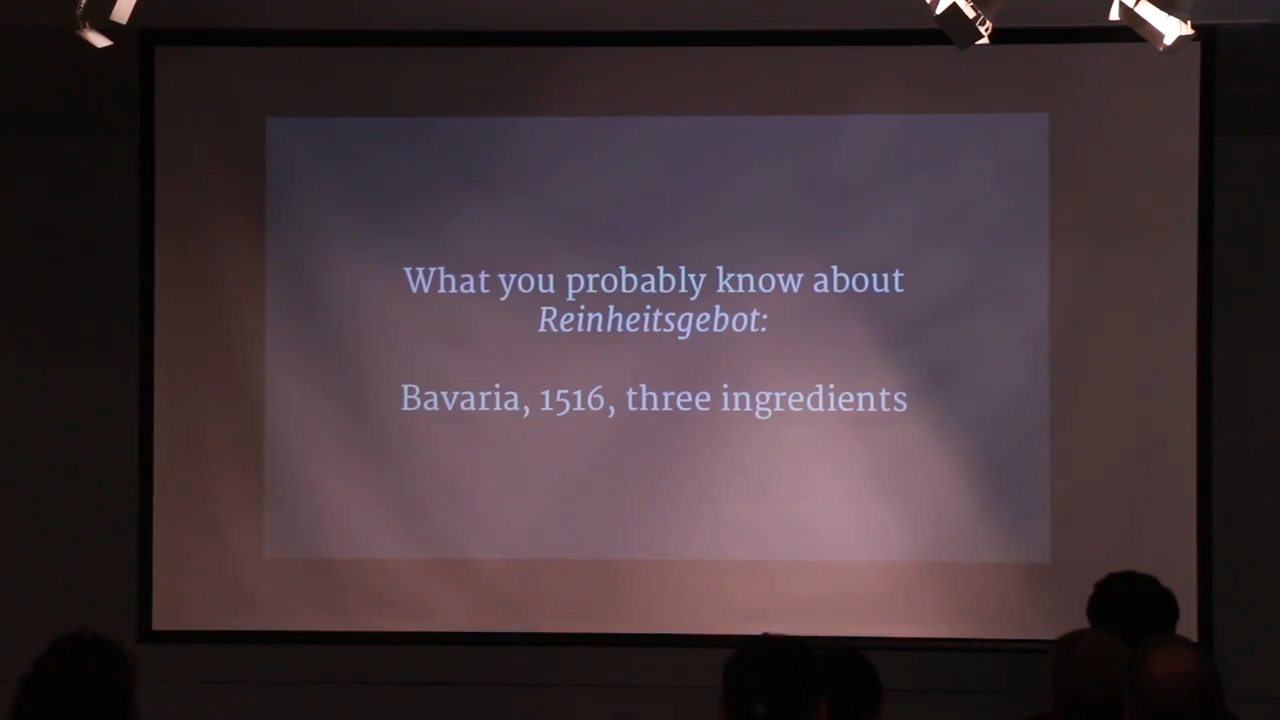 What you probably know about
Reinheitsgebot:
Bavaria, 1516, three ingredients